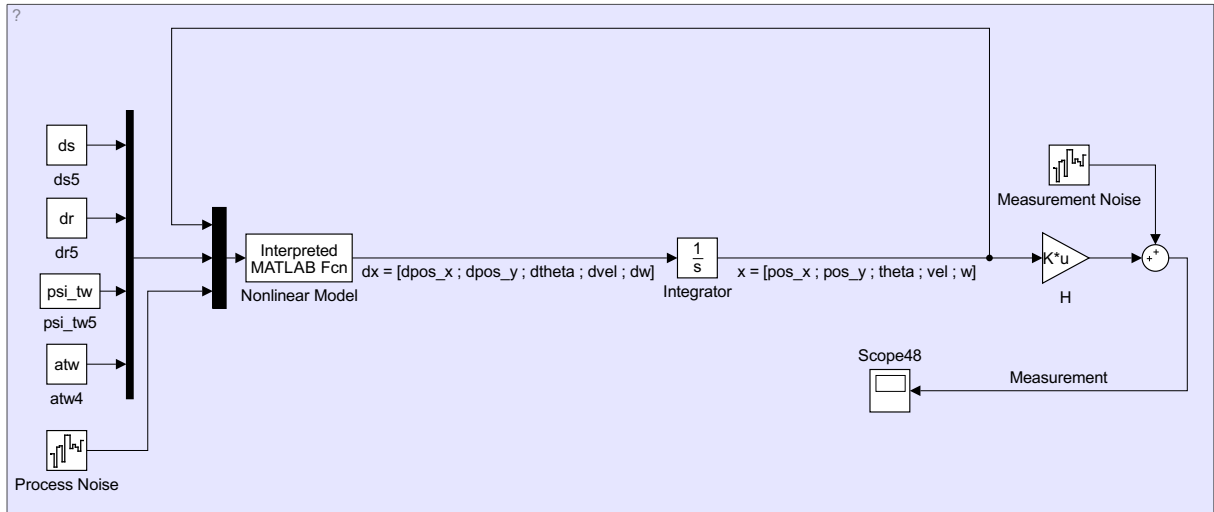 ?
ds
ds5
dr
dr5
psi_tw
psi_tw5
atw
atw4
Process Noise
Interpreted
MATLAB Fcn
Nonlinear Model
dx = [dpos_x ; dpos_y ; dtheta ; dvel ; dw]
1
s
Integrator
x = [pos_x ; pos_y ; theta ; vel ; w]
Measurement Noise
K*u
H
+
+
Scope48
Measurement